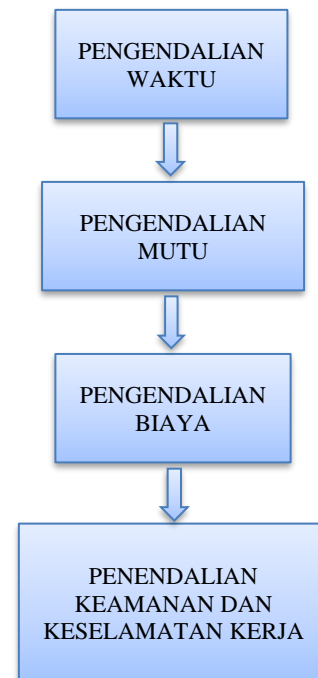 PENGENDALIAN
WAKTU
PENGENDALIAN
MUTU
PENGENDALIAN
BIAYA
PENENDALIAN
KEAMANAN DAN
KESELAMATAN KERJA